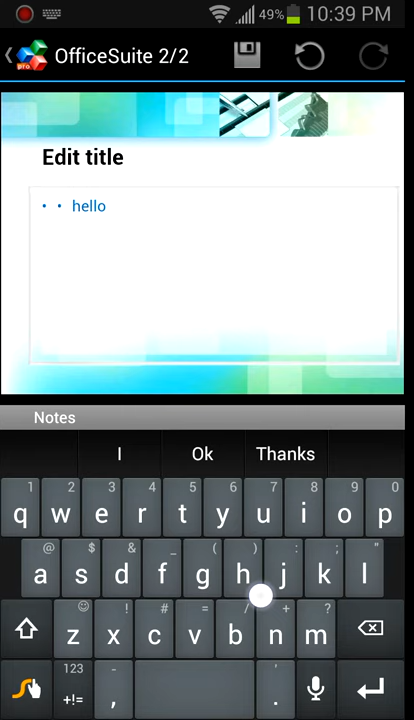 49% 10:39 PM
pro OfficeSuite 2/2
Edit title
• • hello
Notes
I Ok Thanks
1 2 3 4 5 6 7 8 9 0
q w e r t y u i o p
@ $ & _ ( ) : ; "
a s d f g h j k l
! # = / + ?
z x c v b n m
123 - '
+!= , .